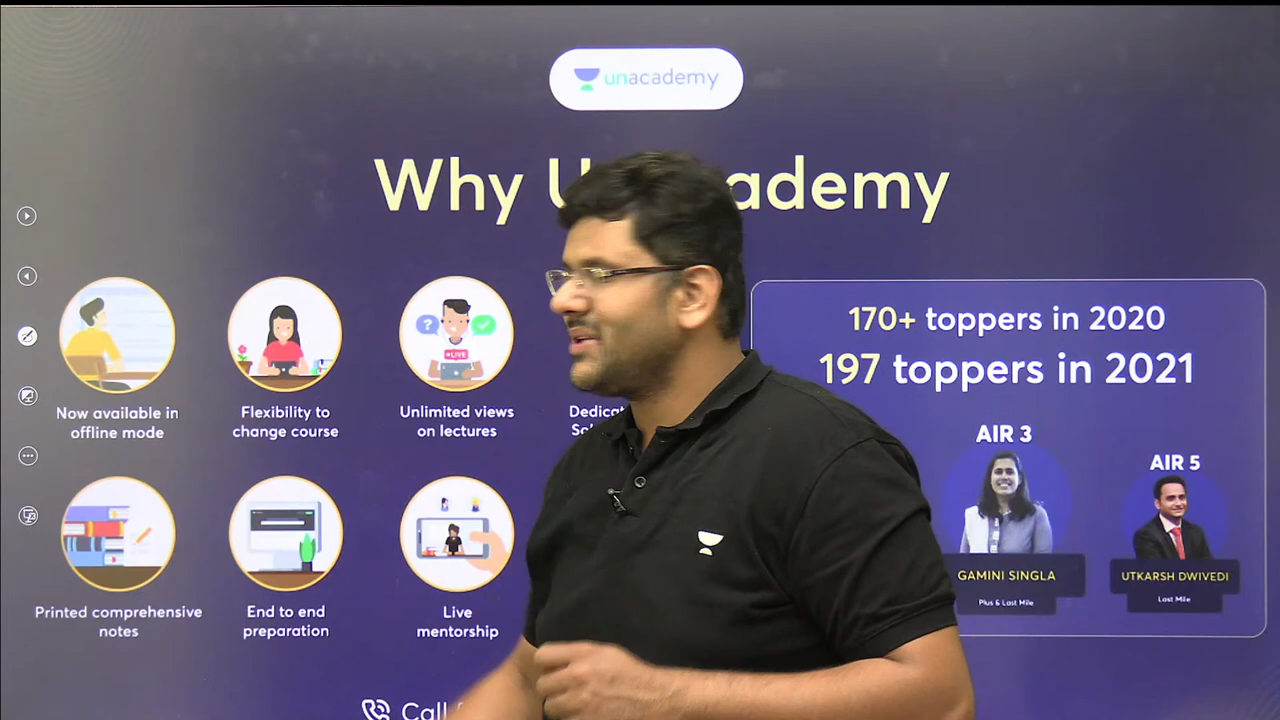 unacademy
Why U ademy
Now available in
offline mode
Flexibility to
change course
?
LIVE
Unlimited views
on lectures
Printed comprehensive
notes
End to end
preparation
Live
mentorship
170+ toppers in 2020
197 toppers in 2021
AIR 3
GAMINI SINGLA
Plus & Last Mile
AIR 5
UTKARSH DWIVEDI
Last Mile
Call